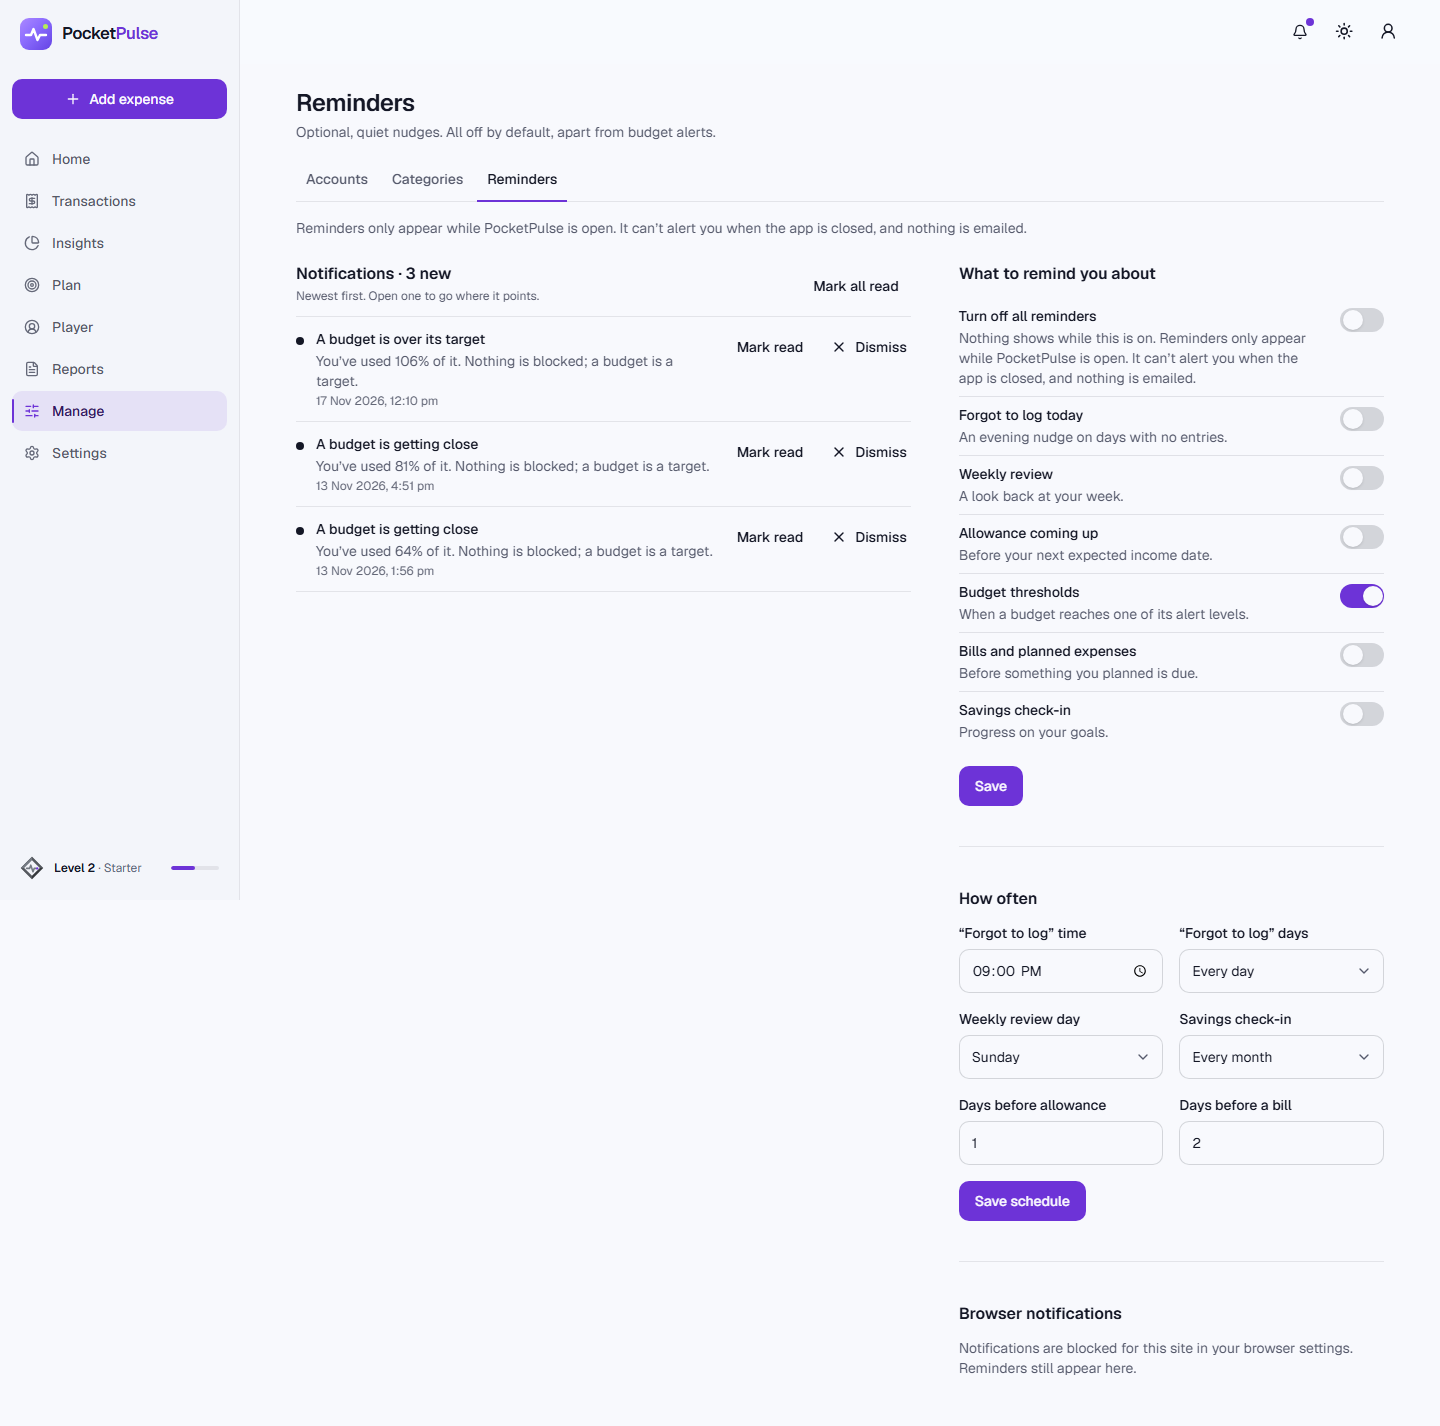 PocketPulse
Add expense
Home
Transactions
Insights
Plan
Player
Reports
Manage
Settings
Level 2 · Starter
Reminders
Optional, quiet nudges. All off by default, apart from budget alerts.
Accounts
Categories
Reminders
Reminders only appear while PocketPulse is open. It can’t alert you when the app is closed, and nothing is emailed.
Notifications · 3 new
Newest first. Open one to go where it points.
Mark all read
A budget is over its target
You’ve used 106% of it. Nothing is blocked; a budget is a
target.
17 Nov 2026, 12:10 pm
Mark read
Dismiss
A budget is getting close
You’ve used 81% of it. Nothing is blocked; a budget is a target.
13 Nov 2026, 4:51 pm
Mark read
Dismiss
A budget is getting close
You’ve used 64% of it. Nothing is blocked; a budget is a target.
13 Nov 2026, 1:56 pm
Mark read
Dismiss
What to remind you about
Turn off all reminders
Nothing shows while this is on. Reminders only appear
while PocketPulse is open. It can’t alert you when the
app is closed, and nothing is emailed.
Forgot to log today
An evening nudge on days with no entries.
Weekly review
A look back at your week.
Allowance coming up
Before your next expected income date.
Budget thresholds
When a budget reaches one of its alert levels.
Bills and planned expenses
Before something you planned is due.
Savings check-in
Progress on your goals.
Save
How often
“Forgot to log” time
“Forgot to log” days
09:00 PM
Every day
Weekly review day
Savings check-in
Sunday
Every month
Days before allowance
Days before a bill
1
2
Save schedule
Browser notifications
Notifications are blocked for this site in your browser settings.
Reminders still appear here.